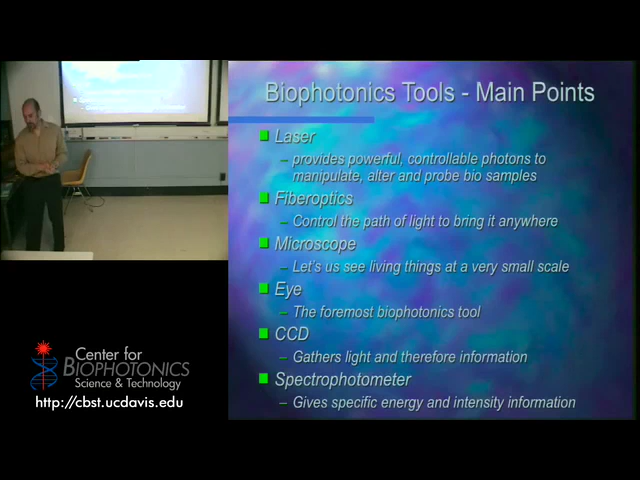 Biophotonics Tools - Main Points
Laser
– provides powerful, controllable photons to
manipulate, alter and probe bio samples
Fiberoptics
– Control the path of light to bring it anywhere
Microscope
– Let's us see living things at a very small scale
Eye
– The foremost biophotonics tool
CCD
– Gathers light and therefore information
Spectrophotometer
– Gives specific energy and intensity information
Center for
BIOPHOTONICS
Science & Technology
http://cbst.ucdavis.edu